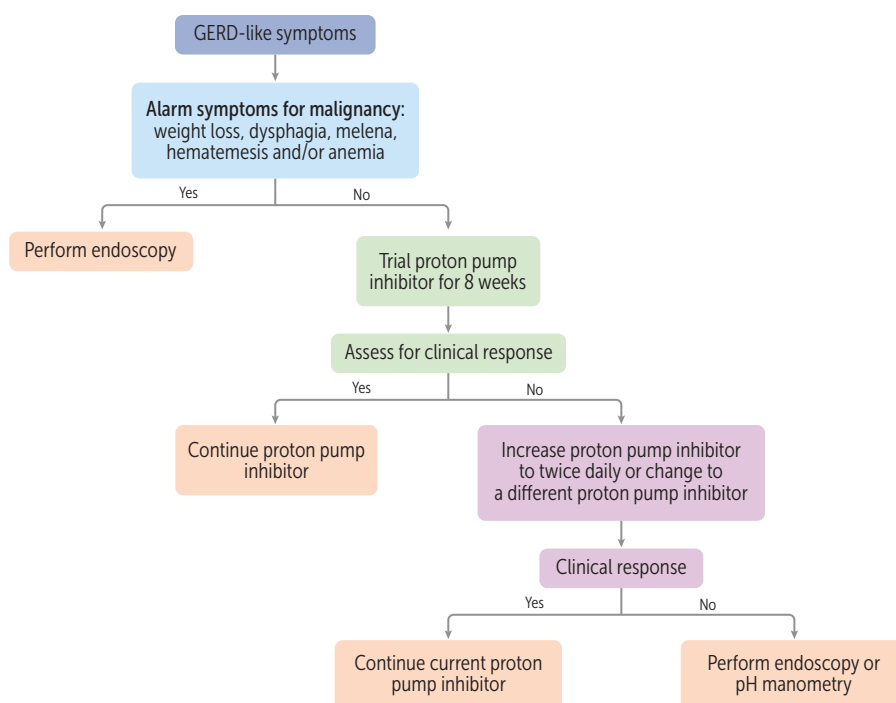 GERD-like symptoms
Alarm symptoms for malignancy:
weight loss, dysphagia, melena,
hematemesis and/or anemia
Yes
No
Perform endoscopy
Trial proton pump
inhibitor for 8 weeks
Assess for clinical response
Yes
No
Continue proton pump
inhibitor
Increase proton pump inhibitor
to twice daily or change to
a different proton pump inhibitor
Clinical response
Yes
No
Continue current proton
pump inhibitor
Perform endoscopy or
pH manometry